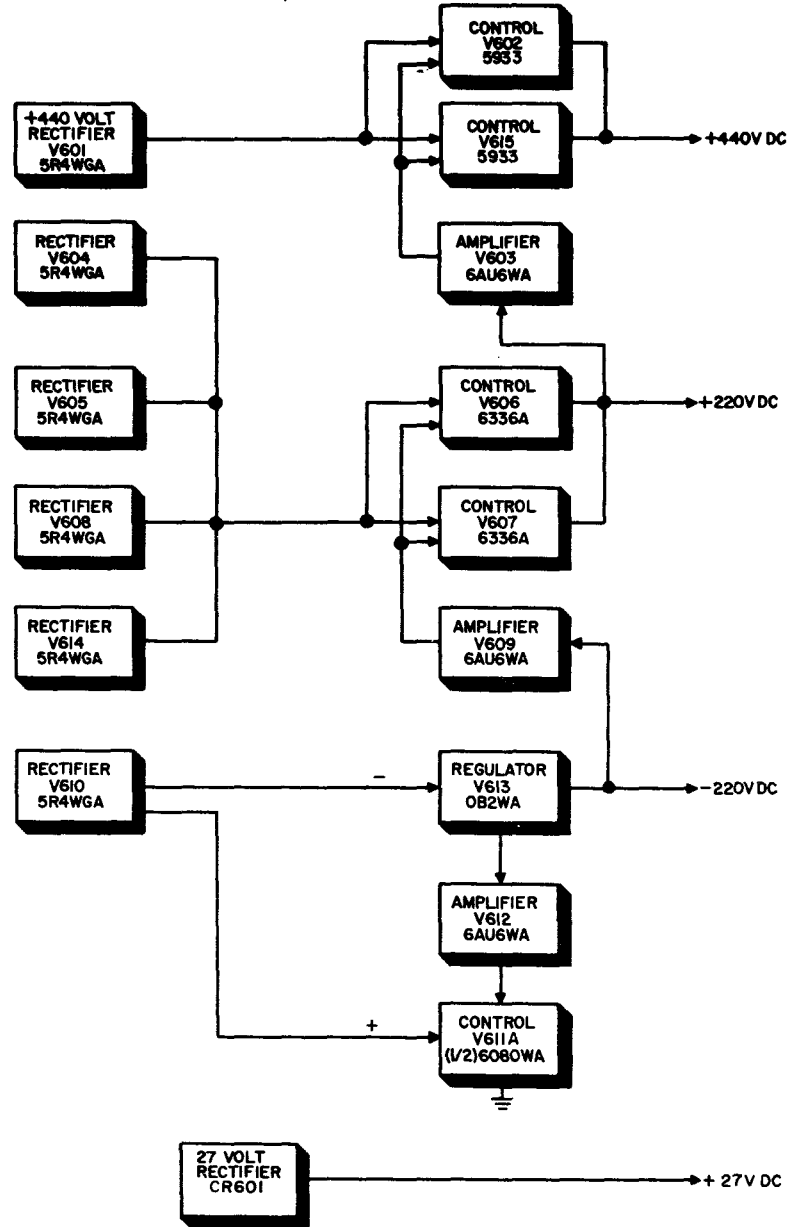 CONTROL
V602
5933
+440 VOLT
RECTIFIER
V601
5R4WGA
CONTROL
V615
5933
+440V DC
RECTIFIER
V604
5R4WGA
AMPLIFIER
V603
6AU6WA
RECTIFIER
V605
5R4WGA
CONTROL
V606
6336A
+220V DC
RECTIFIER
V608
5R4WGA
CONTROL
V607
6336A
RECTIFIER
V614
5R4WGA
AMPLIFIER
V609
6AU6WA
RECTIFIER
V610
5R4WGA
−
REGULATOR
V613
OB2WA
-220V DC
AMPLIFIER
V612
6AU6WA
+
CONTROL
V611A
(1/2)6080WA
27 VOLT
RECTIFIER
CR601
+ 27V DC